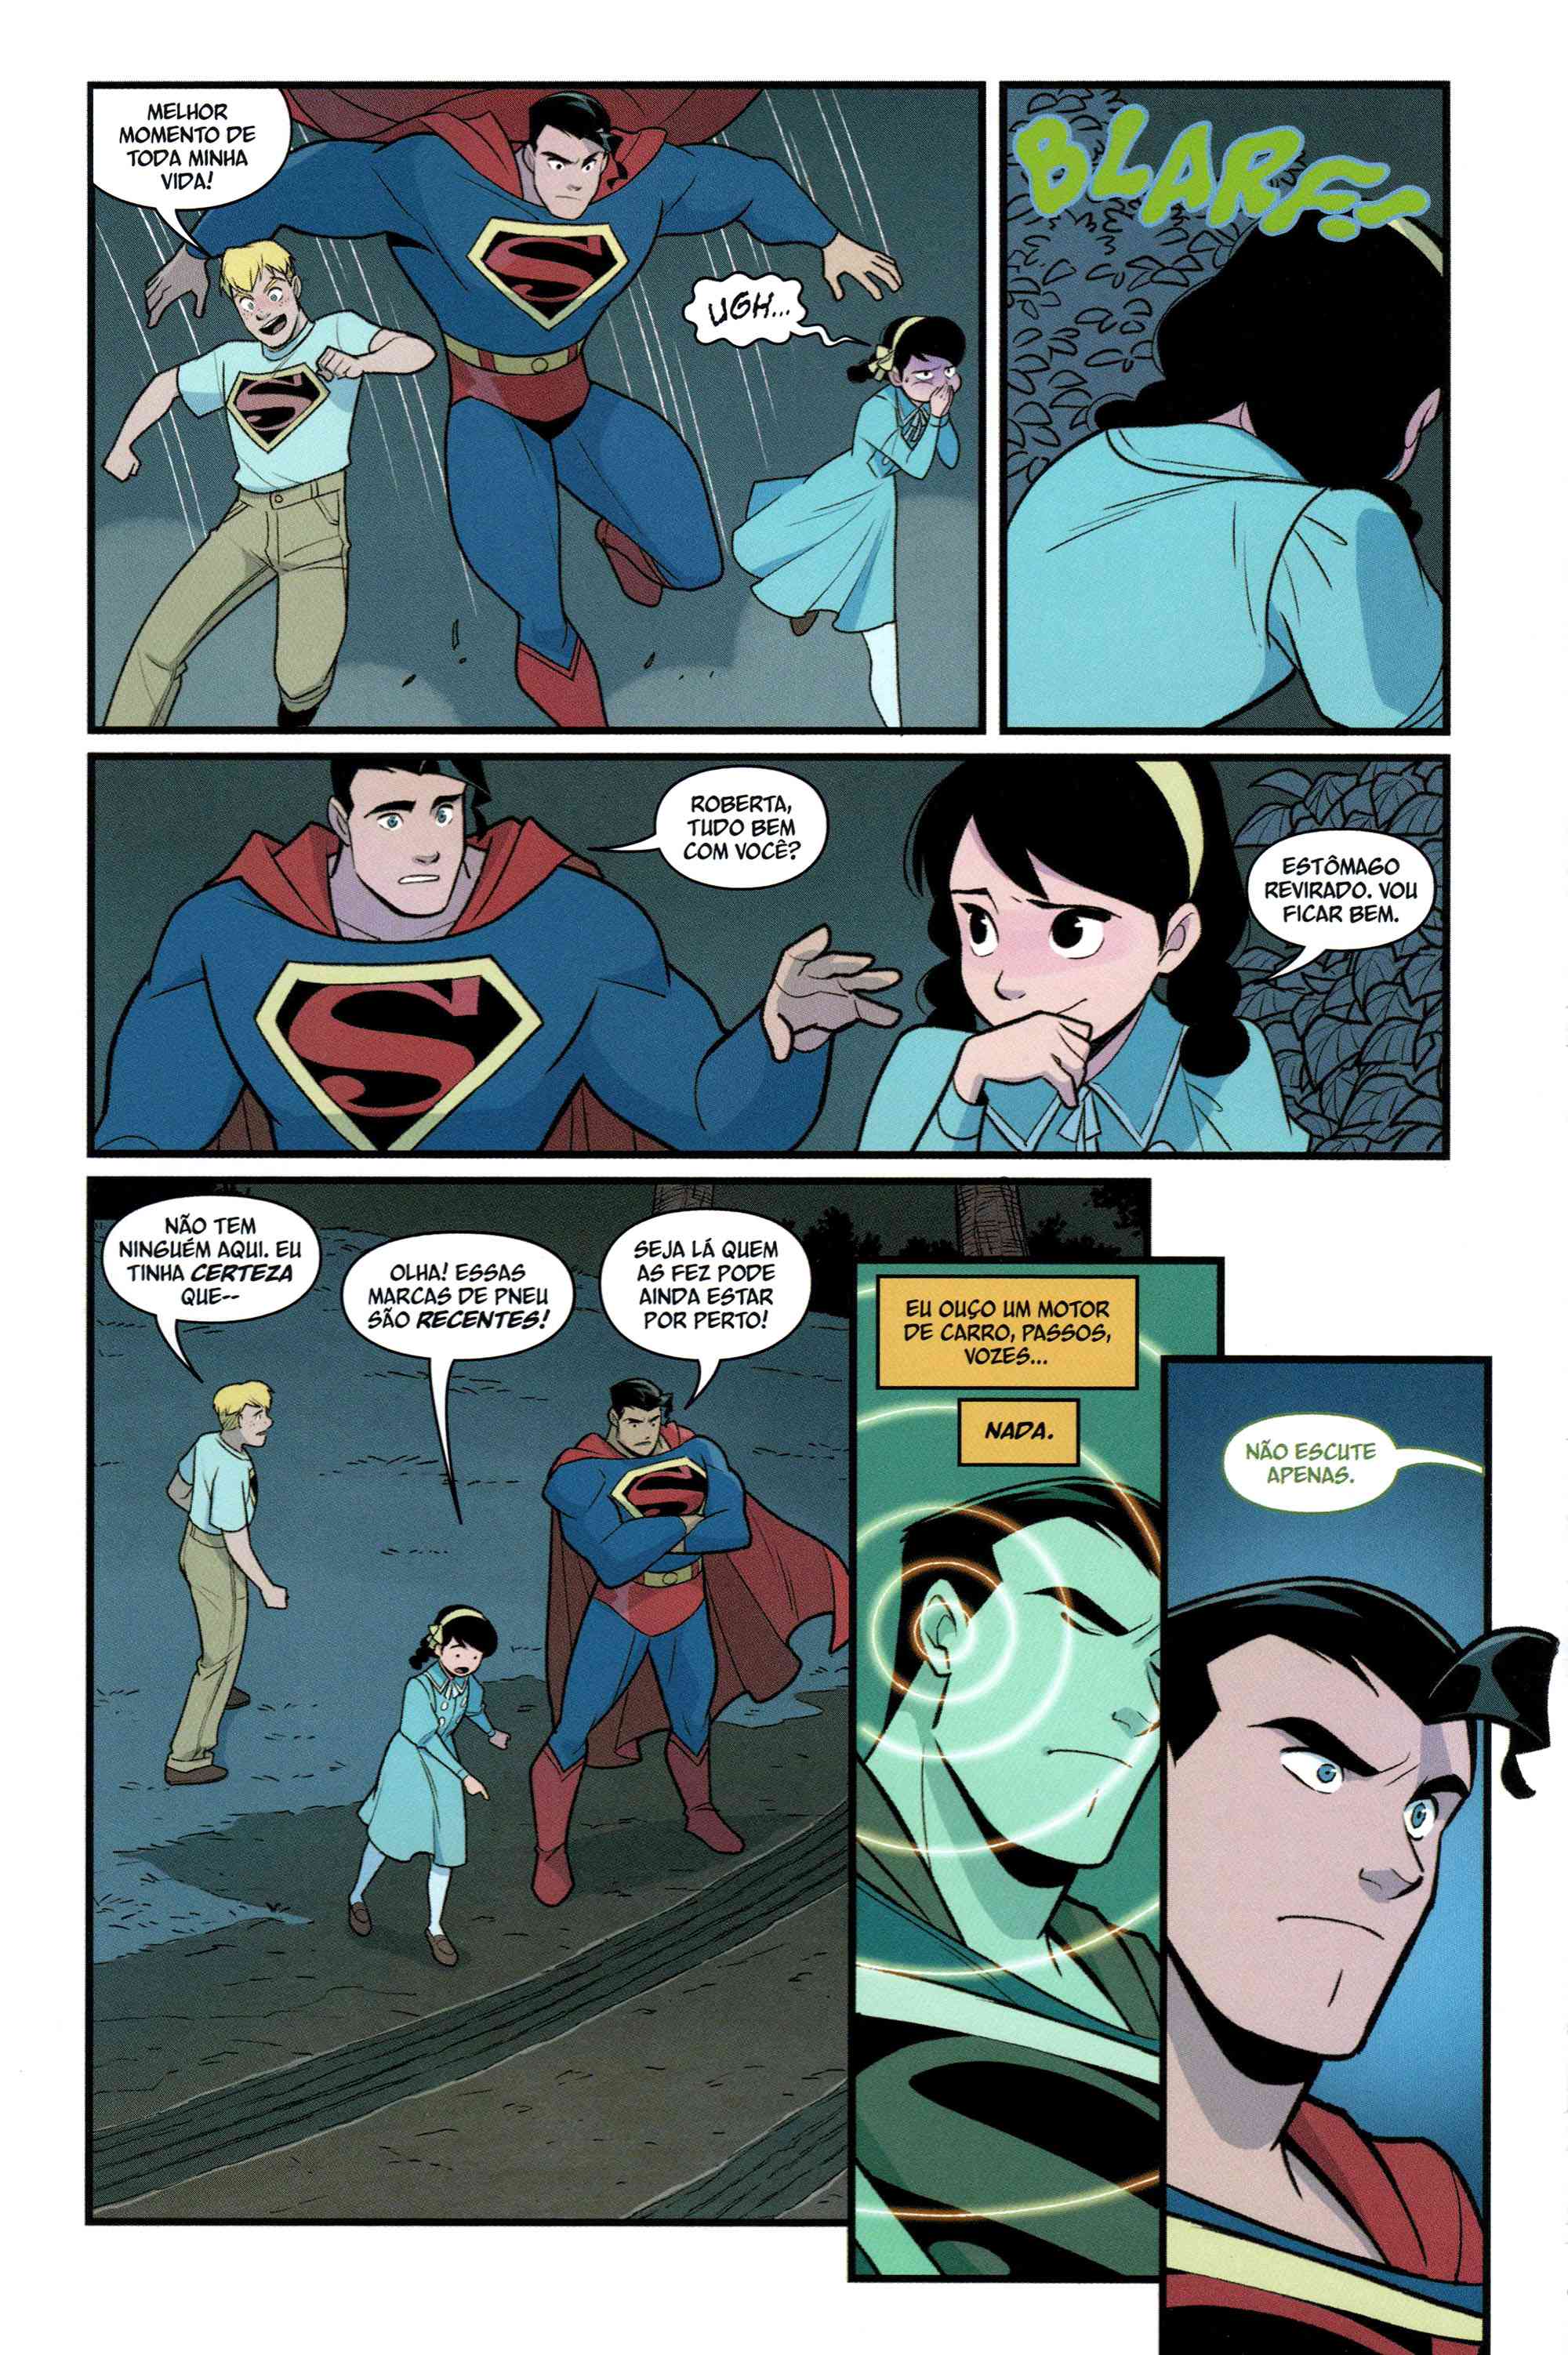 MELHOR
MOMENTO DE
TODA MINHA
VIDA!
UGH...
BLARF!
ROBERTA,
TUDO BEM
COM VOCÊ?
ESTÔMAGO
REVIRADO. VOU
FICAR BEM.
NÃO TEM
NINGUÉM AQUI. EU
TINHA CERTEZA
QUE--
OLHA! ESSAS
MARCAS DE PNEU
SÃO RECENTES!
SEJA LÁ QUEM
AS FEZ PODE
AINDA ESTAR
POR PERTO!
EU OUÇO UM MOTOR
DE CARRO, PASSOS,
VOZES...
NADA.
NÃO ESCUTE
APENAS.